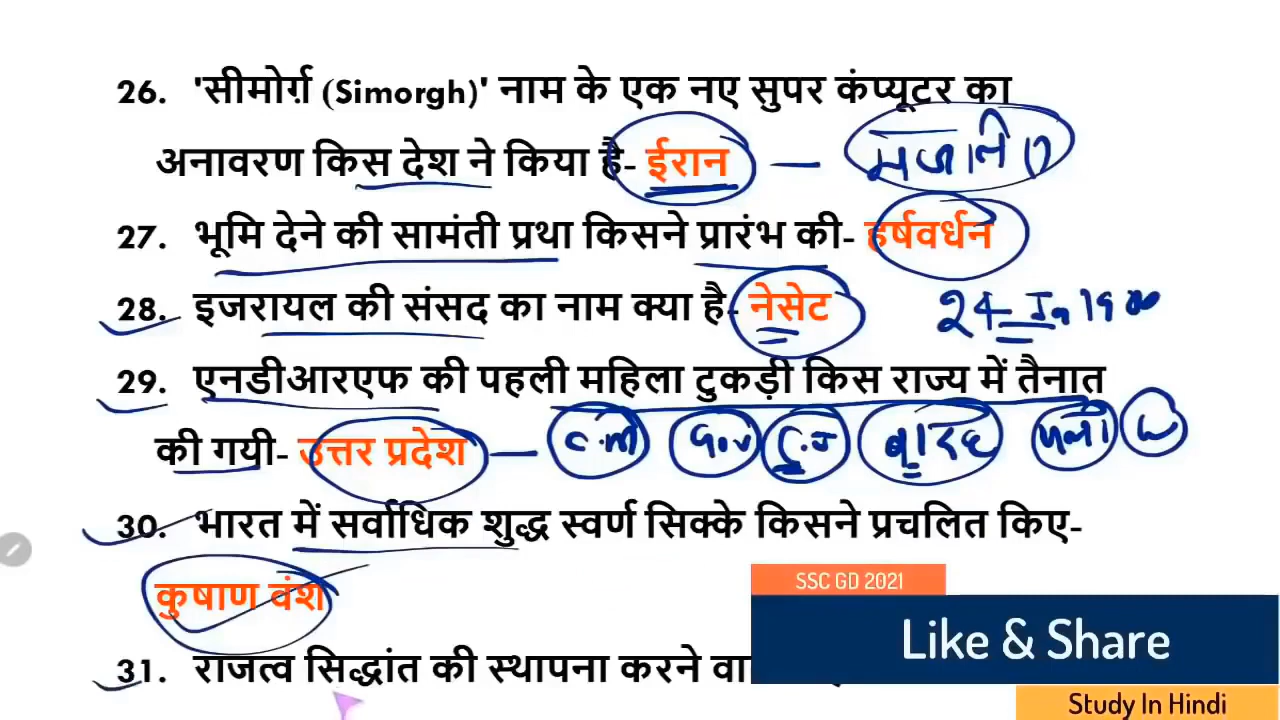 26. 'सीमोर्ग़ (Simorgh)' नाम के एक नए सुपर कंप्यूटर का
अनावरण किस देश ने किया है- ईरान —
27. भूमि देने की सामंती प्रथा किसने प्रारंभ की- हर्षवर्धन
28. इजरायल की संसद का नाम क्या है- नेसेट 24
29. एनडीआरएफ की पहली महिला टुकड़ी किस राज्य में तैनात
की गयी- उत्तर प्रदेश — C.M Gov C.J
30. भारत में सर्वाधिक शुद्ध स्वर्ण सिक्के किसने प्रचलित किए-
कुषाण वंश
SSC GD 2021
Like & Share
31. राजत्व सिद्धांत की स्थापना करने
Study In Hindi